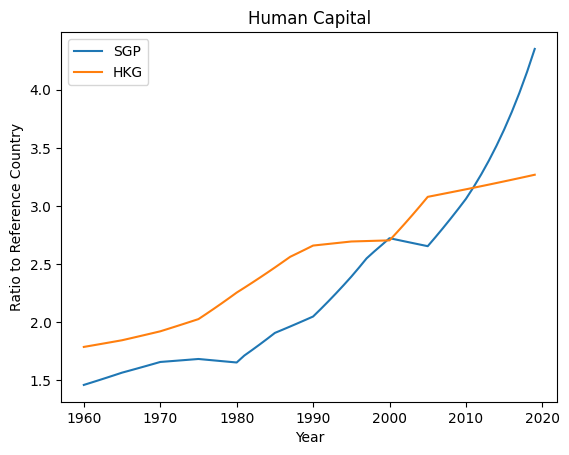 Human Capital
SGP
HKG
Ratio to Reference Country
4.0
3.5
3.0
2.5
2.0
1.5
1960 1970 1980 1990 2000 2010 2020
Year